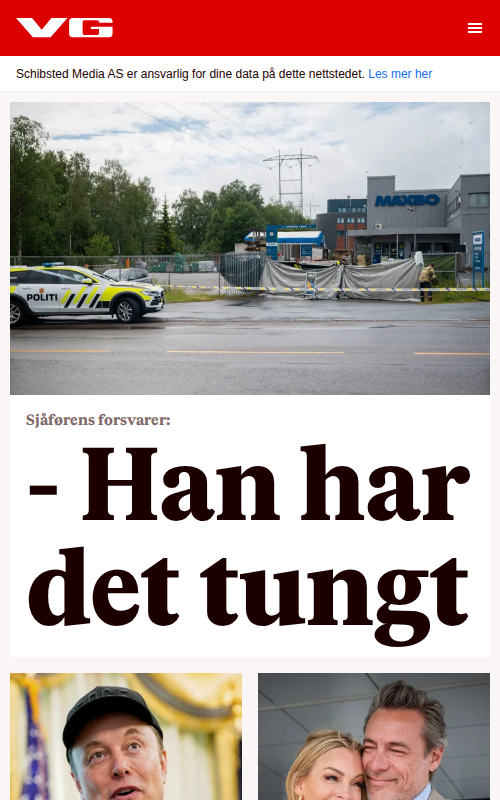 VG
Schibsted Media AS er ansvarlig for dine data på dette nettstedet. Les mer her
MAXBO
POLITI
Sjåførens forsvarer:
- Han har
det tungt